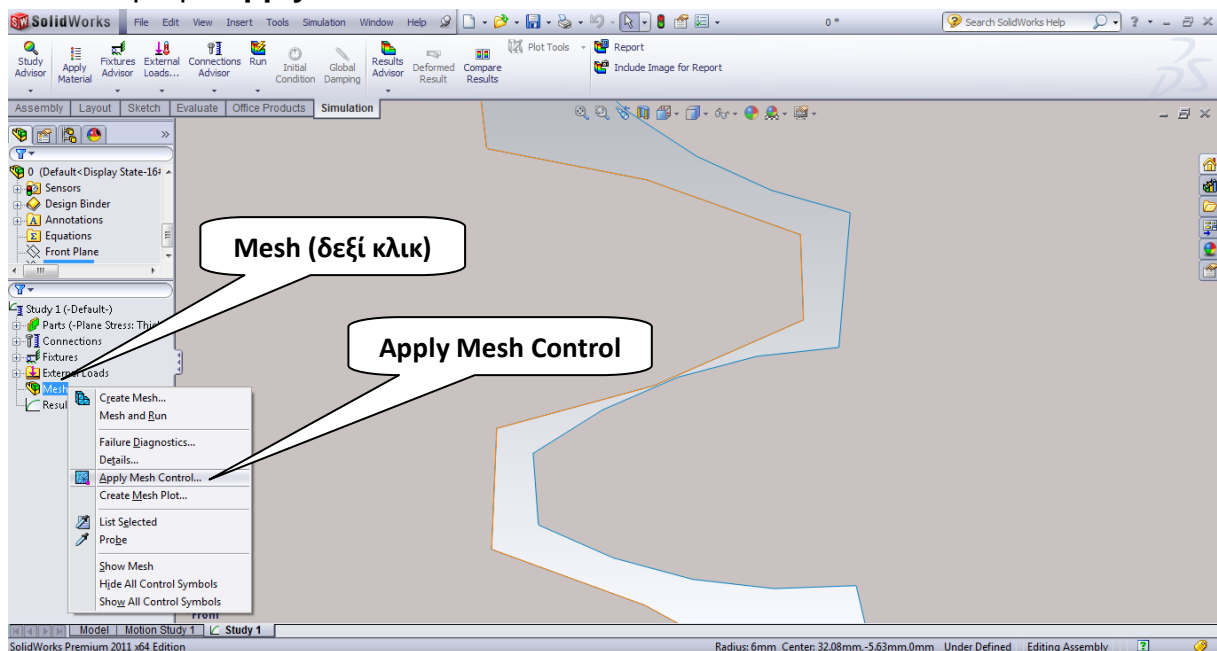 SolidWorks File Edit View Insert Tools Simulation Window Help 0 * Search SolidWorks Help ?
Study Advisor
Apply Material
Fixtures Advisor
External Loads...
Connections Advisor
Run
Initial Condition
Global Damping
Results Advisor
Deformed Result
Compare Results
Plot Tools
Report
Include Image for Report
Assembly Layout Sketch Evaluate Office Products Simulation
0 (Default<Display State-16
Sensors
Design Binder
Annotations
Equations
Front Plane
Mesh (δεξί κλικ)
Study 1 (-Default-)
Parts (-Plane Stress: Thi
Connections
Fixtures
External Loads
Mesh
Resul
Apply Mesh Control
Create Mesh...
Mesh and Run
Failure Diagnostics...
Details...
Apply Mesh Control...
Create Mesh Plot...
List Selected
Probe
Show Mesh
Hide All Control Symbols
Show All Control Symbols
Model Motion Study 1 Study 1
SolidWorks Premium 2011 x64 Edition Radius: 6mm Center: 32.08mm,-5.63mm,0mm Under Defined Editing Assembly ?